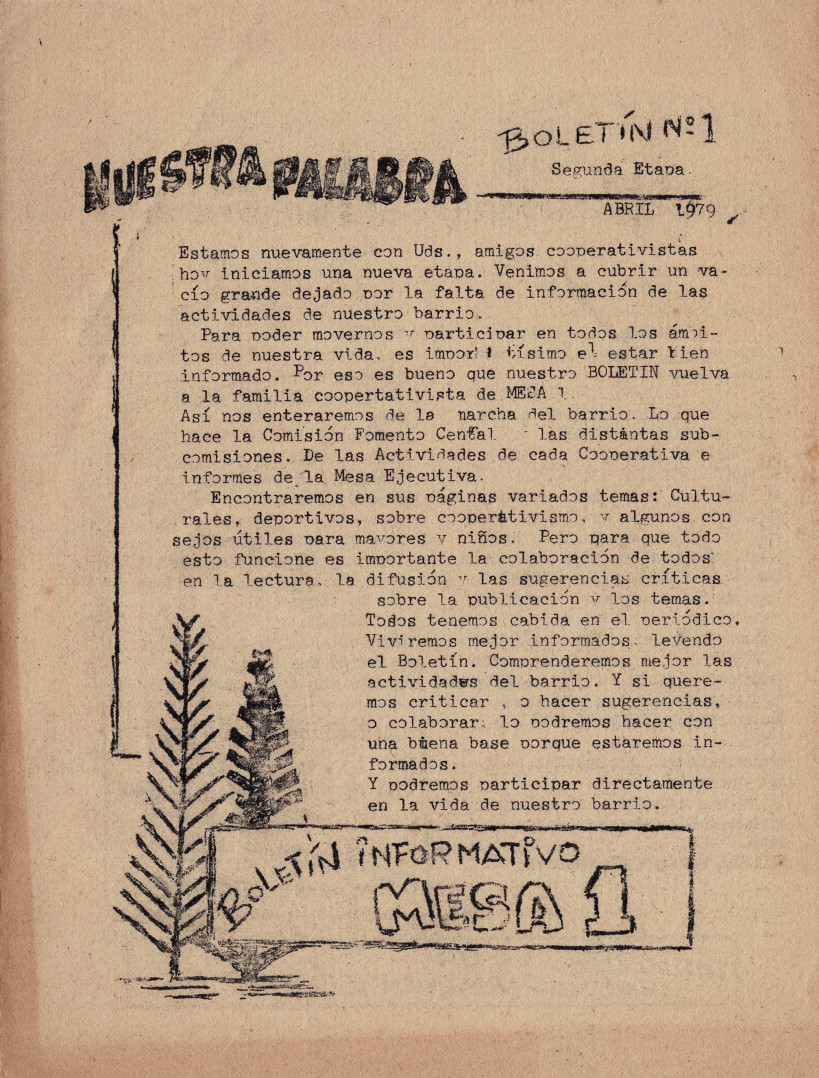 BOLETÍN Nº1
NUESTRA PALABRA
Segunda Etapa.
ABRIL 1979
Estamos nuevamente con Uds., amigos cooperativistas
hoy iniciamos una nueva etapa. Venimos a cubrir un va-
cío grande dejado por la falta de información de las
actividades de nuestro barrio.
Para poder movernos y participar en todos los ámbi-
tos de nuestra vida, es el estar bien
informado. Por eso es bueno que nuestro BOLETIN vuelva
a la familia coopertativista de MESA 1.
Así nos enteraremos de la marcha del barrio. Lo que
hace la Comisión Fomento las sub-
comisiones. De las Actividades de cada Cooperativa e
informes de la Mesa Ejecutiva.
Encontraremos en sus páginas variados temas: Cultu-
rales, deportivos, sobre cooperativismo, y algunos con
sejos útiles para mayores y niños. Pero para que todo
esto funcione es importante la colaboración de todos:
en la lectura, la difusión y las sugerencias críticas
sobre la publicación y los temas.
Todos tenemos cabida en el periódico.
Viviremos mejor informados, leyendo
el Boletín. Comprenderemos mejor las
actividades del barrio. Y si quere-
mos criticar , o hacer sugerencias,
o colaborar, lo podremos hacer con
una buena base porque estaremos in-
formados.
Y podremos participar directamente
en la vida de nuestro barrio.
BOLETÍN INFORMATIVO
MESA 1